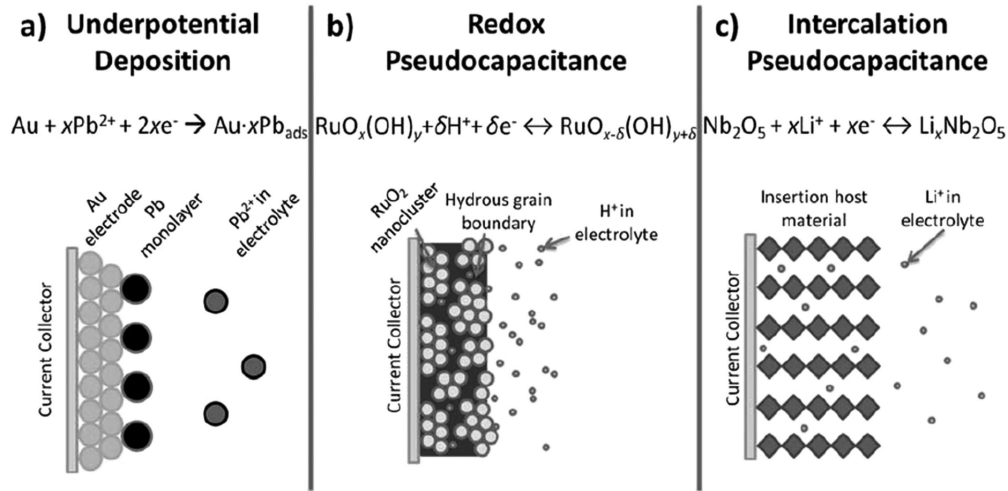 a) Underpotential
Deposition
Au + xPb²⁺ + 2xe⁻ → Au·xPb_ads
Au
electrode
Pb
monolayer
Pb²⁺ in
electrolyte
Current Collector
b) Redox
Pseudocapacitance
RuOₓ(OH)ᵧ+δH⁺+ δe⁻ ↔ RuOₓ₋δ(OH)ᵧ₊δ
RuO₂
nanocluster
Hydrous grain
boundary
H⁺ in
electrolyte
Current Collector
c) Intercalation
Pseudocapacitance
Nb₂O₅ + xLi⁺ + xe⁻ ↔ LiₓNb₂O₅
Insertion host
material
Li⁺ in
electrolyte
Current Collector